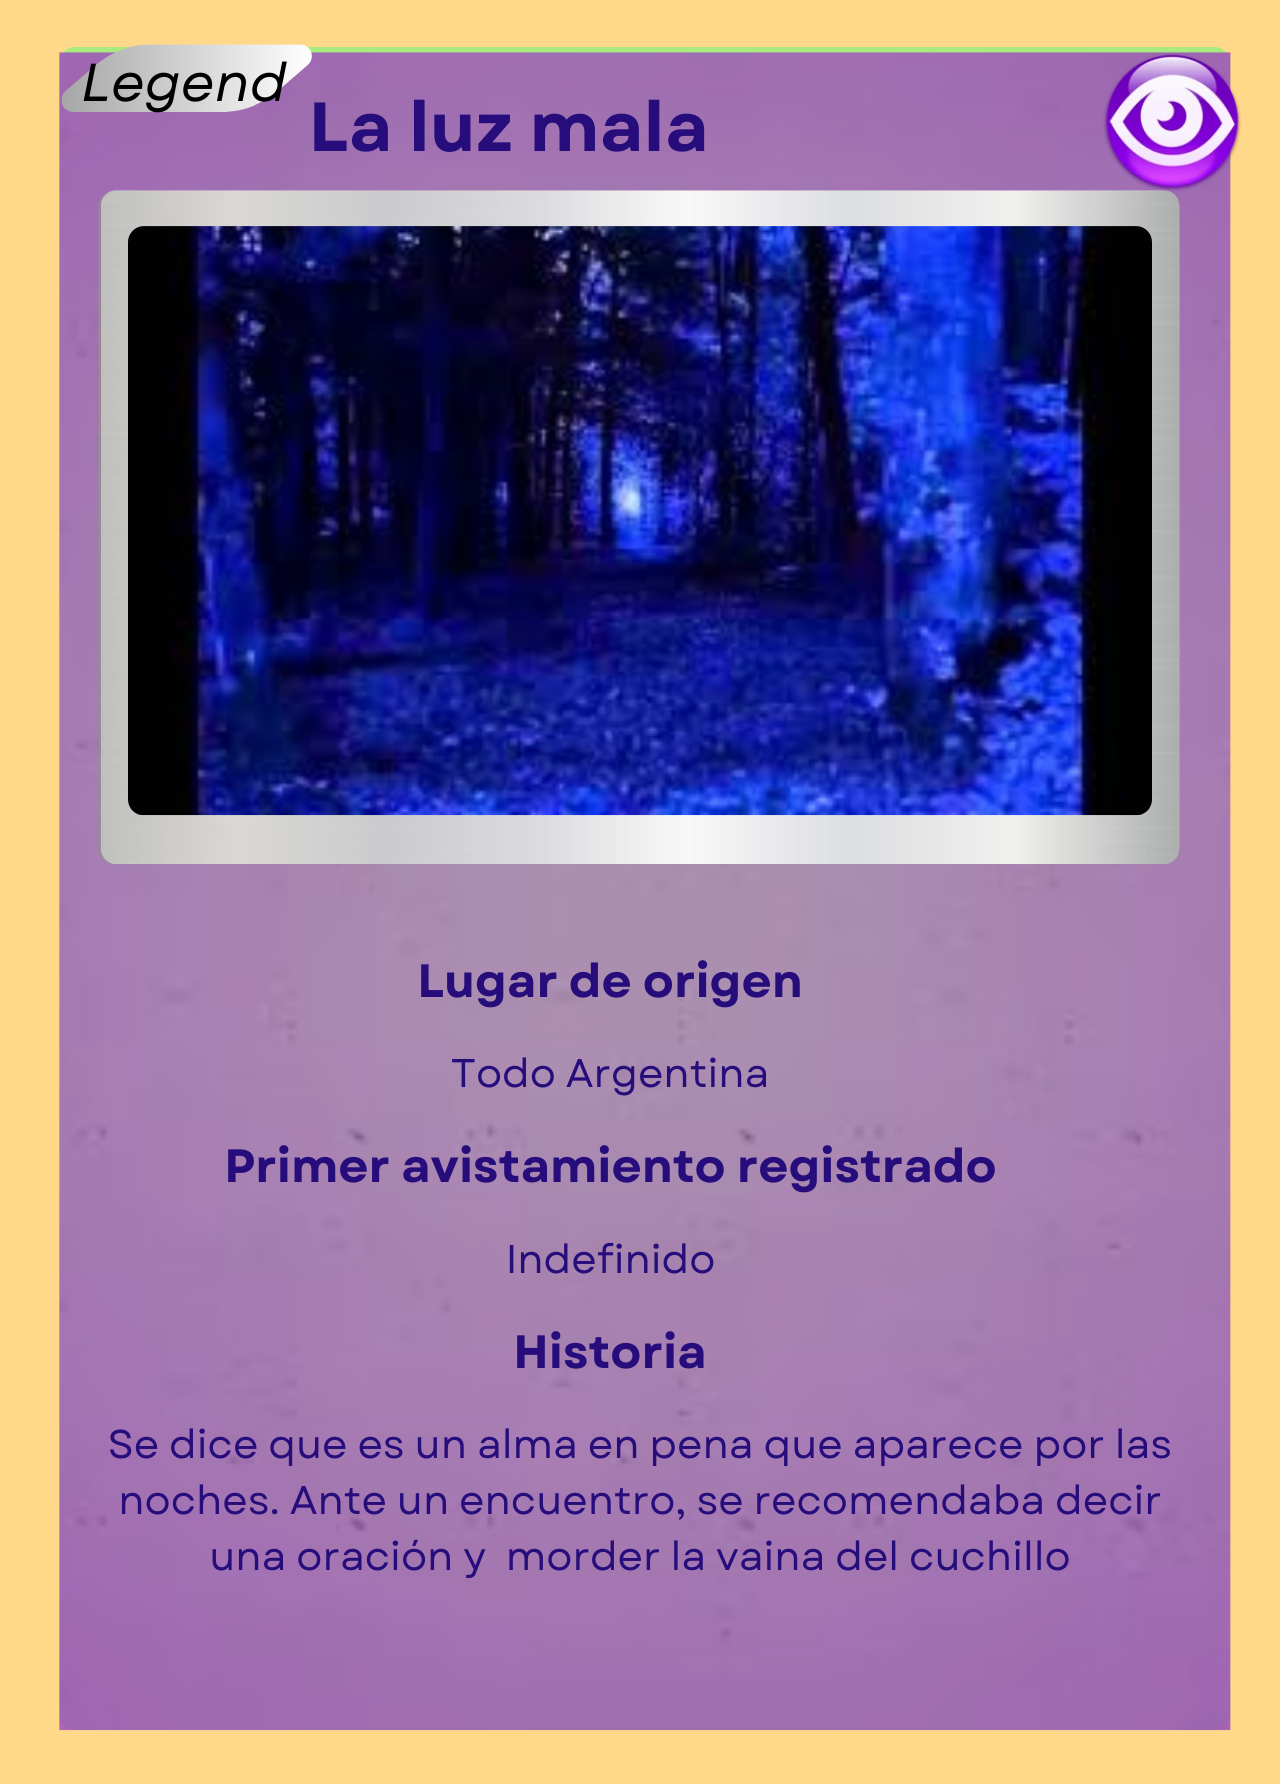 Legend
La luz mala
Lugar de origen
Todo Argentina
Primer avistamiento registrado
Indefinido
Historia
Se dice que es un alma en pena que aparece por las
noches. Ante un encuentro, se recomendaba decir
una oración y  morder la vaina del cuchillo